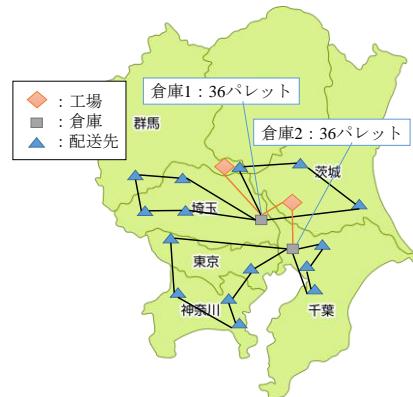 倉庫1：36パレット
：工場
：倉庫
：配送先
群馬
倉庫2：36パレット
茨城
埼玉
東京
神奈川
千葉